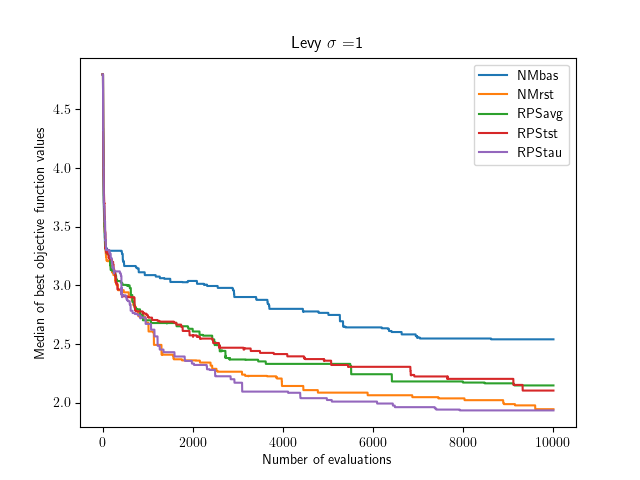 Levy σ =1
Median of best objective function values
4.5
4.0
3.5
3.0
2.5
2.0
NMbas
NMrst
RPSavg
RPStst
RPStau
0
2000
4000
6000
8000
10000
Number of evaluations